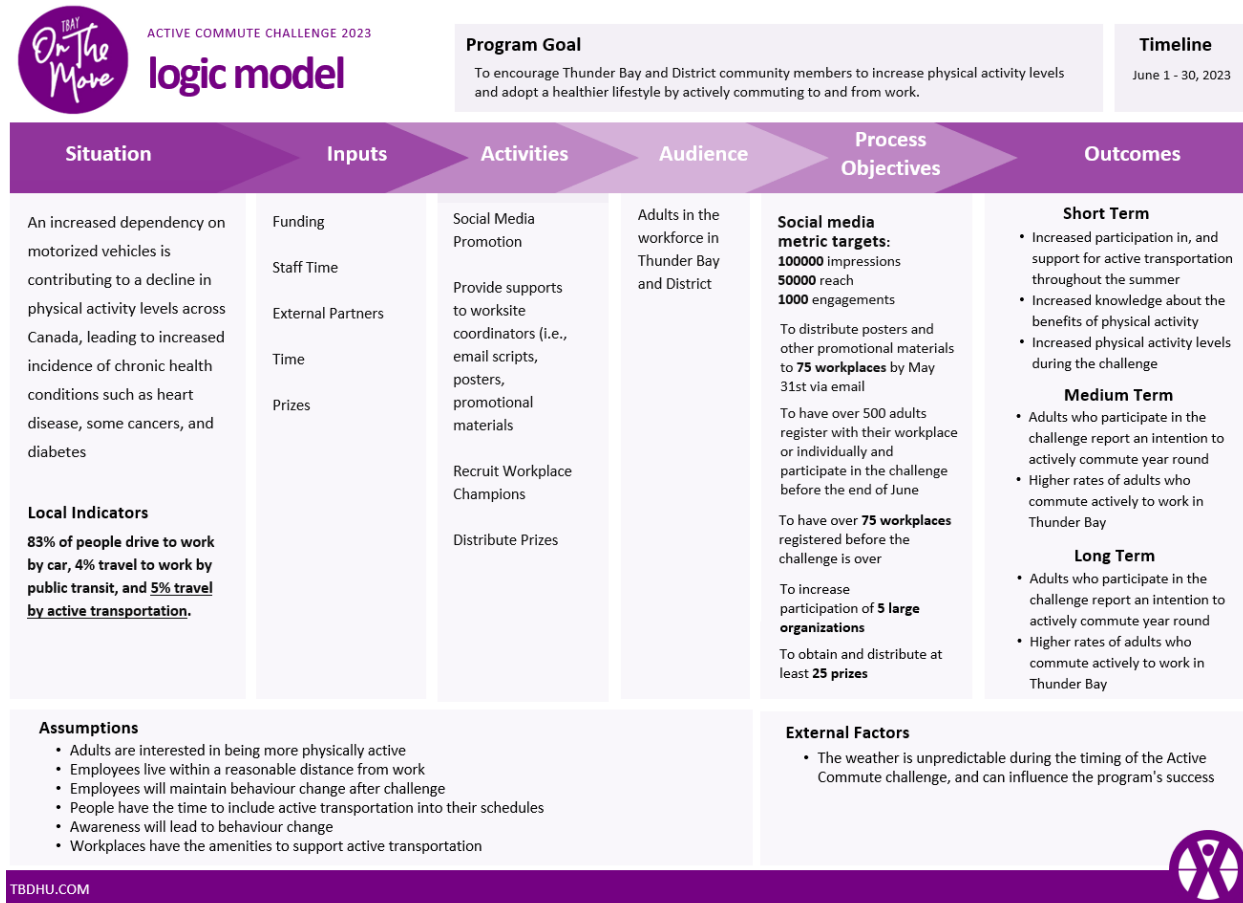 TBAY
On The
Move
ACTIVE COMMUTE CHALLENGE 2023
logic model
Program Goal
To encourage Thunder Bay and District community members to increase physical activity levels
and adopt a healthier lifestyle by actively commuting to and from work.
Timeline
June 1 - 30, 2023
Situation
Inputs
Activities
Audience
Process
Objectives
Outcomes
An increased dependency on
motorized vehicles is
contributing to a decline in
physical activity levels across
Canada, leading to increased
incidence of chronic health
conditions such as heart
disease, some cancers, and
diabetes
Local Indicators
83% of people drive to work
by car, 4% travel to work by
public transit, and 5% travel
by active transportation.
Funding
Staff Time
External Partners
Time
Prizes
Social Media
Promotion
Provide supports
to worksite
coordinators (i.e.,
email scripts,
posters,
promotional
materials
Recruit Workplace
Champions
Distribute Prizes
Adults in the
workforce in
Thunder Bay
and District
Social media
metric targets:
100000 impressions
50000 reach
1000 engagements
To distribute posters and
other promotional materials
to 75 workplaces by May
31st via email
To have over 500 adults
register with their workplace
or individually and
participate in the challenge
before the end of June
To have over 75 workplaces
registered before the
challenge is over
To increase
participation of 5 large
organizations
To obtain and distribute at
least 25 prizes
Short Term
• Increased participation in, and
support for active transportation
throughout the summer
• Increased knowledge about the
benefits of physical activity
• Increased physical activity levels
during the challenge
Medium Term
• Adults who participate in the
challenge report an intention to
actively commute year round
• Higher rates of adults who
commute actively to work in
Thunder Bay
Long Term
• Adults who participate in the
challenge report an intention to
actively commute year round
• Higher rates of adults who
commute actively to work in
Thunder Bay
Assumptions
• Adults are interested in being more physically active
• Employees live within a reasonable distance from work
• Employees will maintain behaviour change after challenge
• People have the time to include active transportation into their schedules
• Awareness will lead to behaviour change
• Workplaces have the amenities to support active transportation
External Factors
• The weather is unpredictable during the timing of the Active
Commute challenge, and can influence the program's success
TBDHU.COM